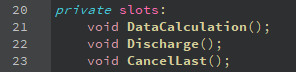 20 private slots:
21 void DataCalculation();
22 void Discharge();
23 void CancelLast();